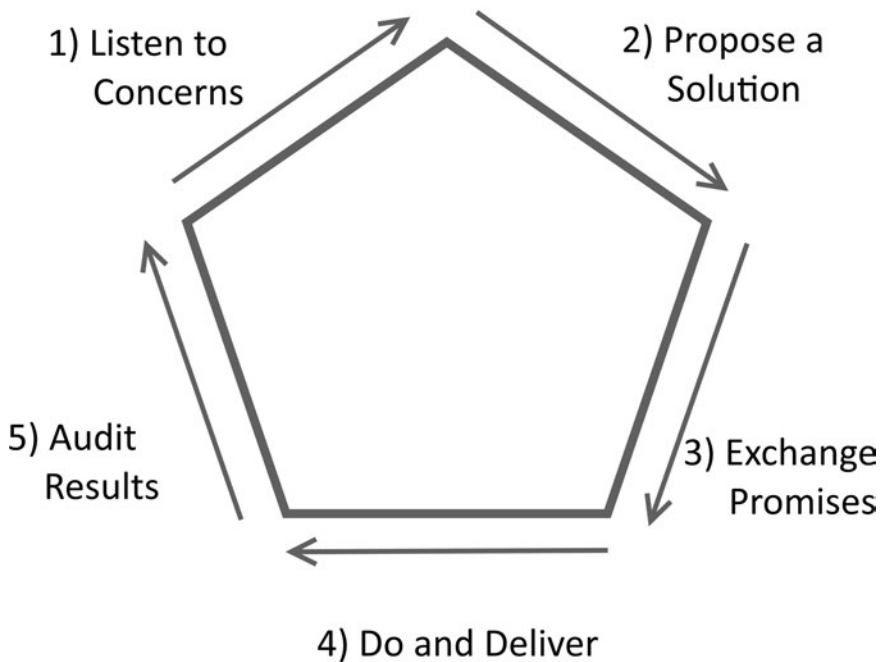 1) Listen to
Concerns
2) Propose a
Solution
3) Exchange
Promises
4) Do and Deliver
5) Audit
Results